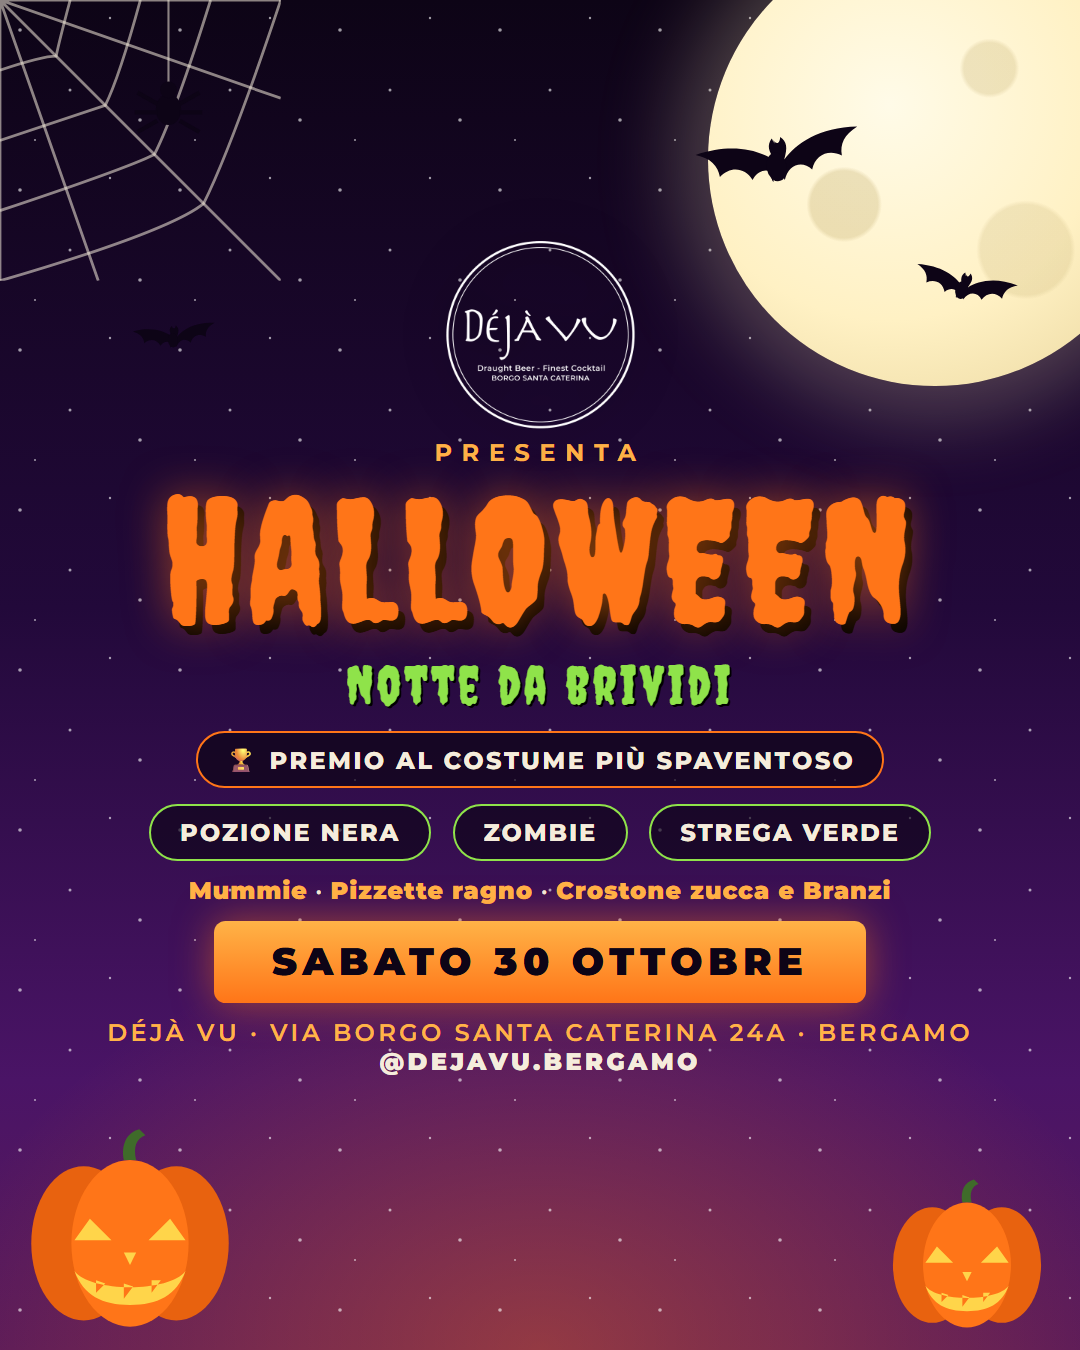 DÉJÀ VU
Draught Beer - Finest Cocktail
BORGO SANTA CATERINA
PRESENTA
HALLOWEEN
NOTTE DA BRIVIDI
🏆 PREMIO AL COSTUME PIÙ SPAVENTOSO
POZIONE NERA
ZOMBIE
STREGA VERDE
Mummie · Pizzette ragno · Crostone zucca e Branzi
SABATO 30 OTTOBRE
DÉJÀ VU · VIA BORGO SANTA CATERINA 24A · BERGAMO
@DEJAVU.BERGAMO